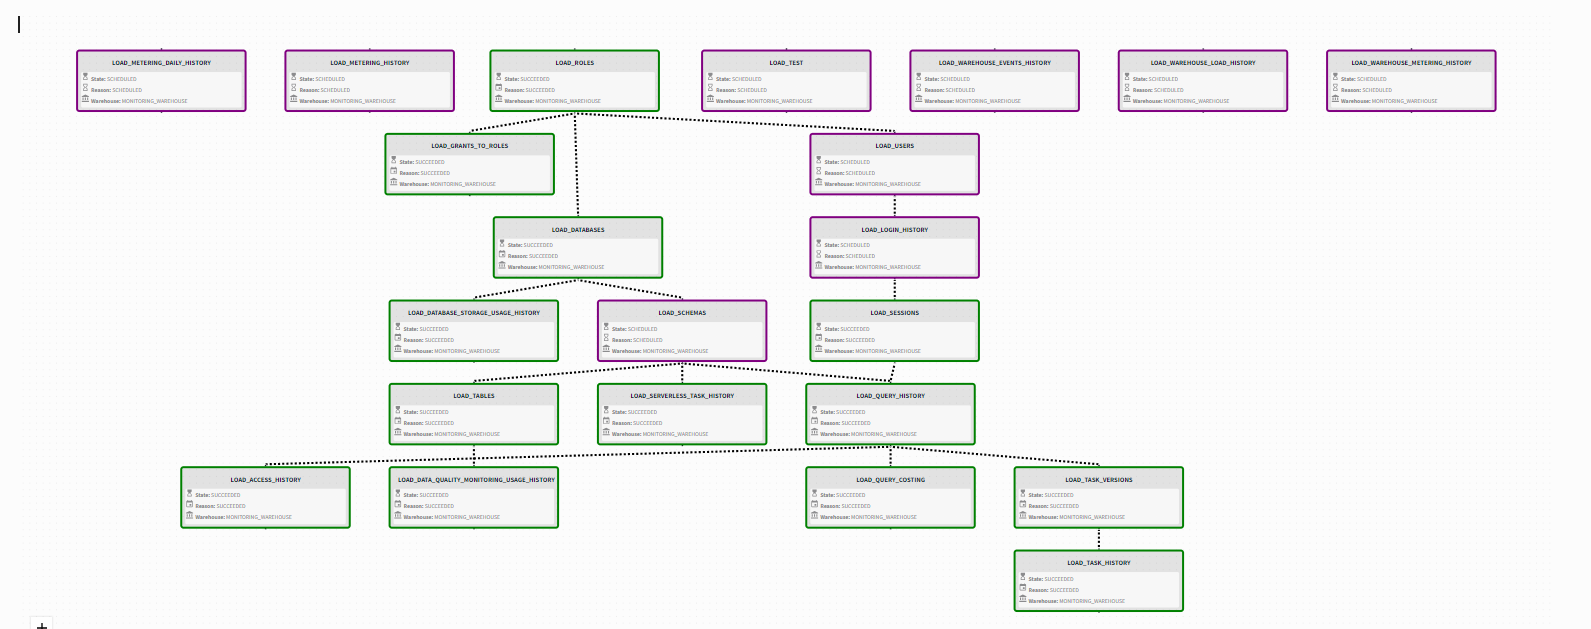 LOAD_METERING_DAILY_HISTORY
State: SCHEDULED
Reason: SCHEDULED
Warehouse: MONITORING_WAREHOUSE
LOAD_METERING_HISTORY
State: SCHEDULED
Reason: SCHEDULED
Warehouse: MONITORING_WAREHOUSE
LOAD_ROLES
State: SUCCEEDED
Reason: SUCCEEDED
Warehouse: MONITORING_WAREHOUSE
LOAD_TEST
State: SCHEDULED
Reason: SCHEDULED
Warehouse: MONITORING_WAREHOUSE
LOAD_WAREHOUSE_EVENTS_HISTORY
State: SCHEDULED
Reason: SCHEDULED
Warehouse: MONITORING_WAREHOUSE
LOAD_WAREHOUSE_LOAD_HISTORY
State: SCHEDULED
Reason: SCHEDULED
Warehouse: MONITORING_WAREHOUSE
LOAD_WAREHOUSE_METERING_HISTORY
State: SCHEDULED
Reason: SCHEDULED
Warehouse: MONITORING_WAREHOUSE
LOAD_GRANTS_TO_ROLES
State: SUCCEEDED
Reason: SUCCEEDED
Warehouse: MONITORING_WAREHOUSE
LOAD_USERS
State: SCHEDULED
Reason: SCHEDULED
Warehouse: MONITORING_WAREHOUSE
LOAD_DATABASES
State: SUCCEEDED
Reason: SUCCEEDED
Warehouse: MONITORING_WAREHOUSE
LOAD_LOGIN_HISTORY
State: SCHEDULED
Reason: SCHEDULED
Warehouse: MONITORING_WAREHOUSE
LOAD_DATABASE_STORAGE_USAGE_HISTORY
State: SUCCEEDED
Reason: SUCCEEDED
Warehouse: MONITORING_WAREHOUSE
LOAD_SCHEMAS
State: SCHEDULED
Reason: SCHEDULED
Warehouse: MONITORING_WAREHOUSE
LOAD_SESSIONS
State: SUCCEEDED
Reason: SUCCEEDED
Warehouse: MONITORING_WAREHOUSE
LOAD_TABLES
State: SUCCEEDED
Reason: SUCCEEDED
Warehouse: MONITORING_WAREHOUSE
LOAD_SERVERLESS_TASK_HISTORY
State: SUCCEEDED
Reason: SUCCEEDED
Warehouse: MONITORING_WAREHOUSE
LOAD_QUERY_HISTORY
State: SUCCEEDED
Reason: SUCCEEDED
Warehouse: MONITORING_WAREHOUSE
LOAD_ACCESS_HISTORY
State: SUCCEEDED
Reason: SUCCEEDED
Warehouse: MONITORING_WAREHOUSE
LOAD_DATA_QUALITY_MONITORING_USAGE_HISTORY
State: SUCCEEDED
Reason: SUCCEEDED
Warehouse: MONITORING_WAREHOUSE
LOAD_QUERY_COSTING
State: SUCCEEDED
Reason: SUCCEEDED
Warehouse: MONITORING_WAREHOUSE
LOAD_TASK_VERSIONS
State: SUCCEEDED
Reason: SUCCEEDED
Warehouse: MONITORING_WAREHOUSE
LOAD_TASK_HISTORY
State: SUCCEEDED
Reason: SUCCEEDED
Warehouse: MONITORING_WAREHOUSE